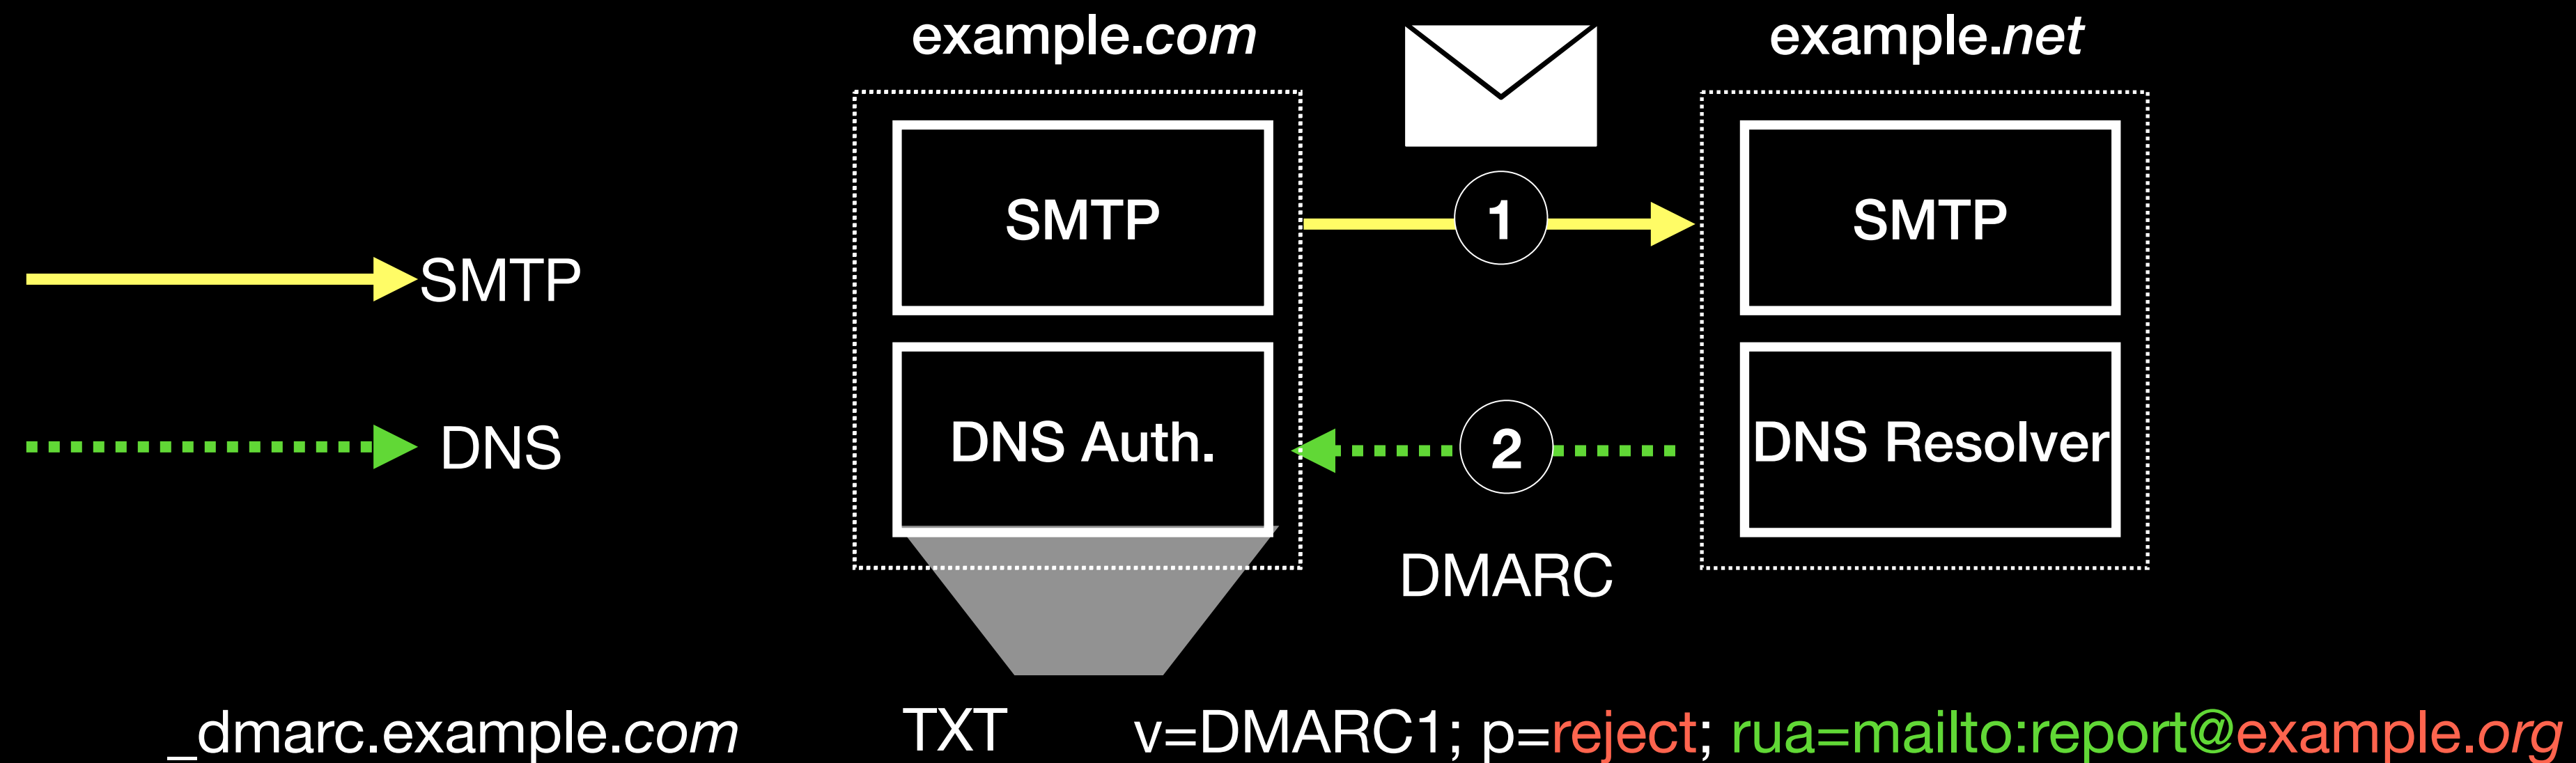 example.com
example.net
SMTP
1
SMTP
SMTP
DNS Auth.
2
DNS Resolver
DNS
DMARC
_dmarc.example.com TXT v=DMARC1; p=reject; rua=mailto:report@example.org